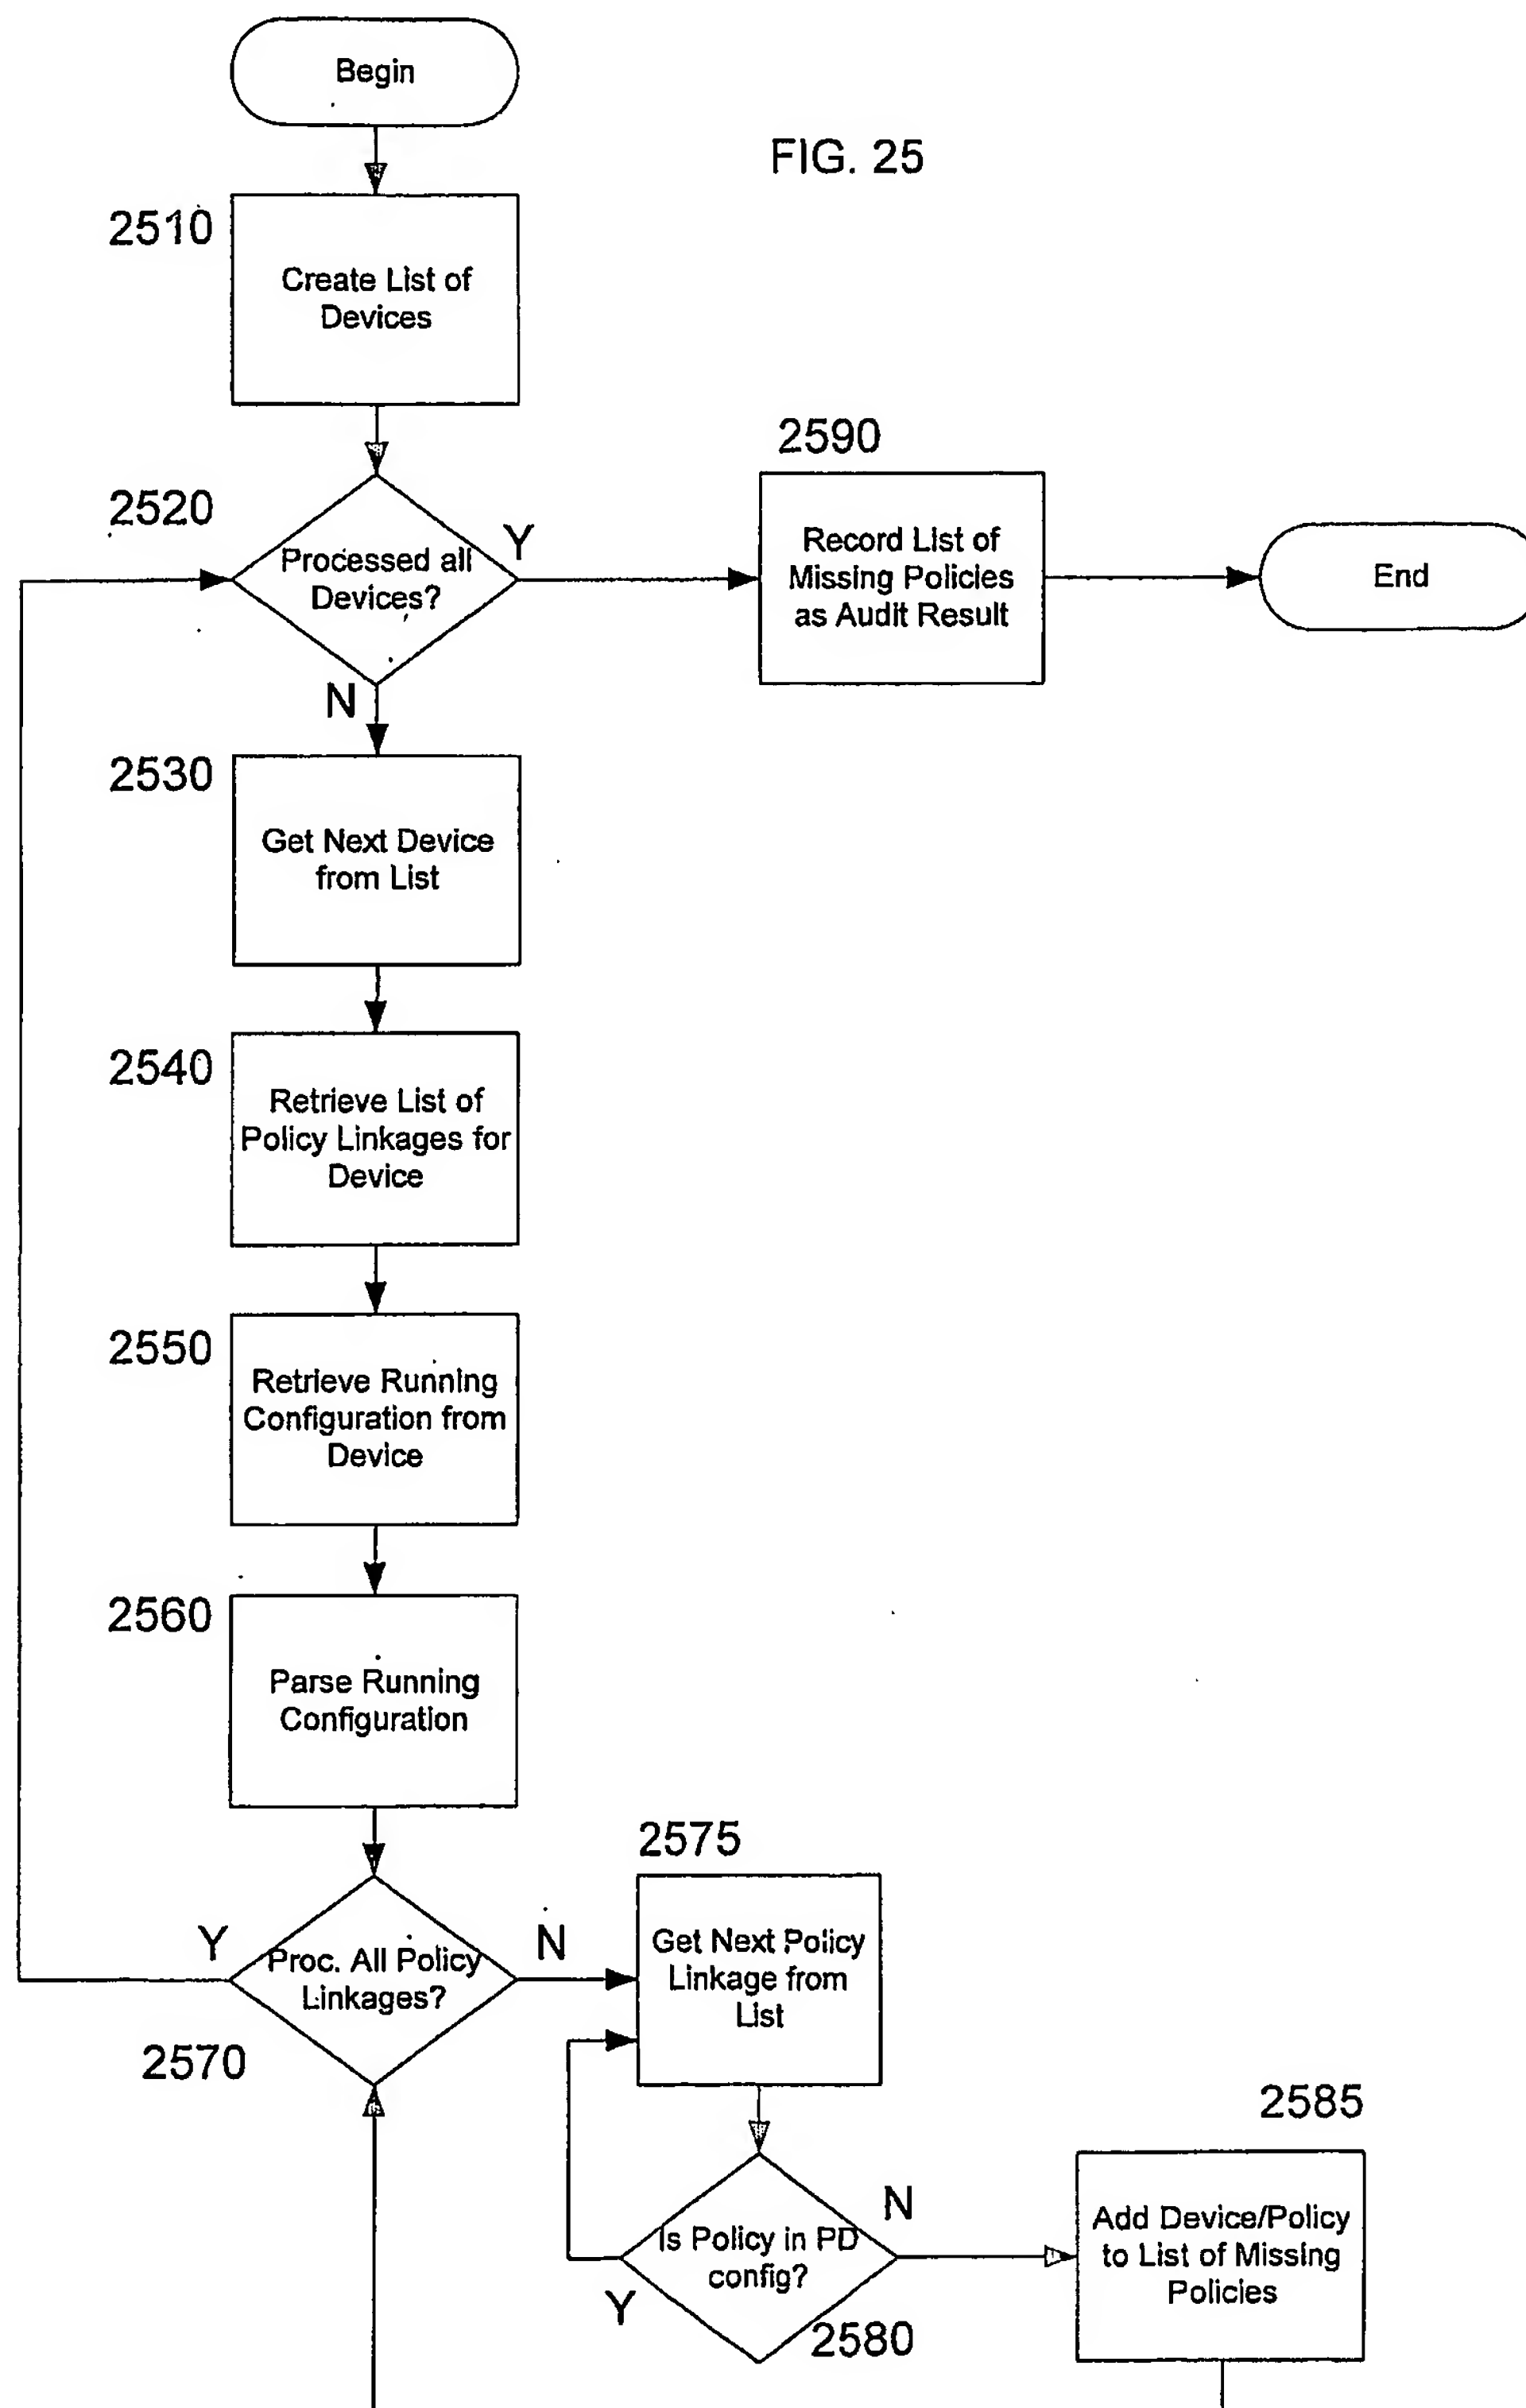 Begin
FIG. 25
2510
Create List of
Devices
2590
2520
Processed all
Devices?
Y
Record List of
Missing Policies
as Audit Result
End
N
2530
Get Next Device
from List
2540
Retrieve List of
Policy Linkages for
Device
2550
Retrieve Running
Configuration from
Device
2560
Parse Running
Configuration
2575
Y
Proc. All Policy
Linkages?
N
Get Next Policy
Linkage from
List
2570
2585
Is Policy in PD
config?
N
Y
2580
Add Device/Policy
to List of Missing
Policies